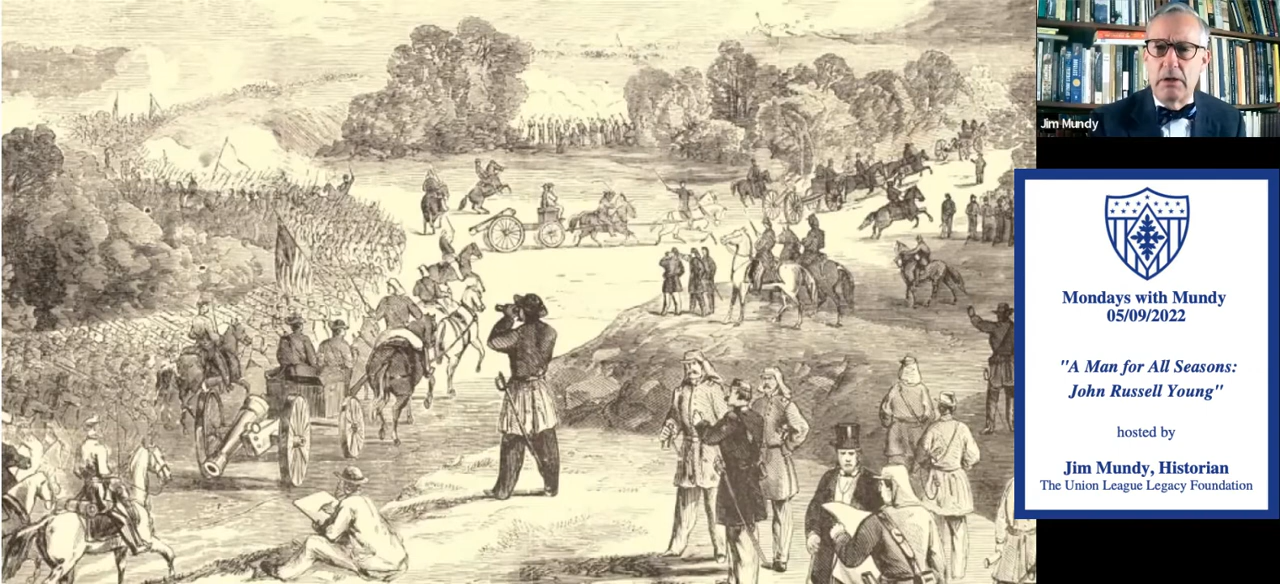 Jim Mundy
Mondays with Mundy
05/09/2022
"A Man for All Seasons:
John Russell Young"
hosted by
Jim Mundy, Historian
The Union League Legacy Foundation